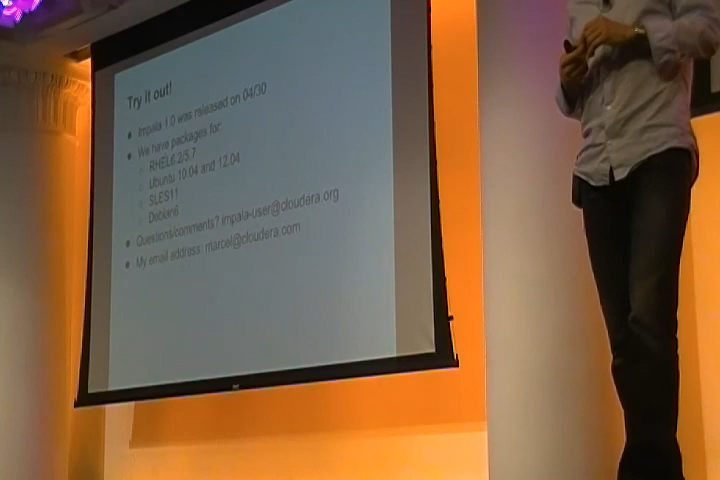 Try it out!
Impala 1.0 was released on 04/30
We have packages for:
RHEL6.2/5.7
Ubuntu 10.04 and 12.04
SLES11
Debian6
Questions/comments? impala-user@cloudera.org
My email address: marcel@cloudera.com